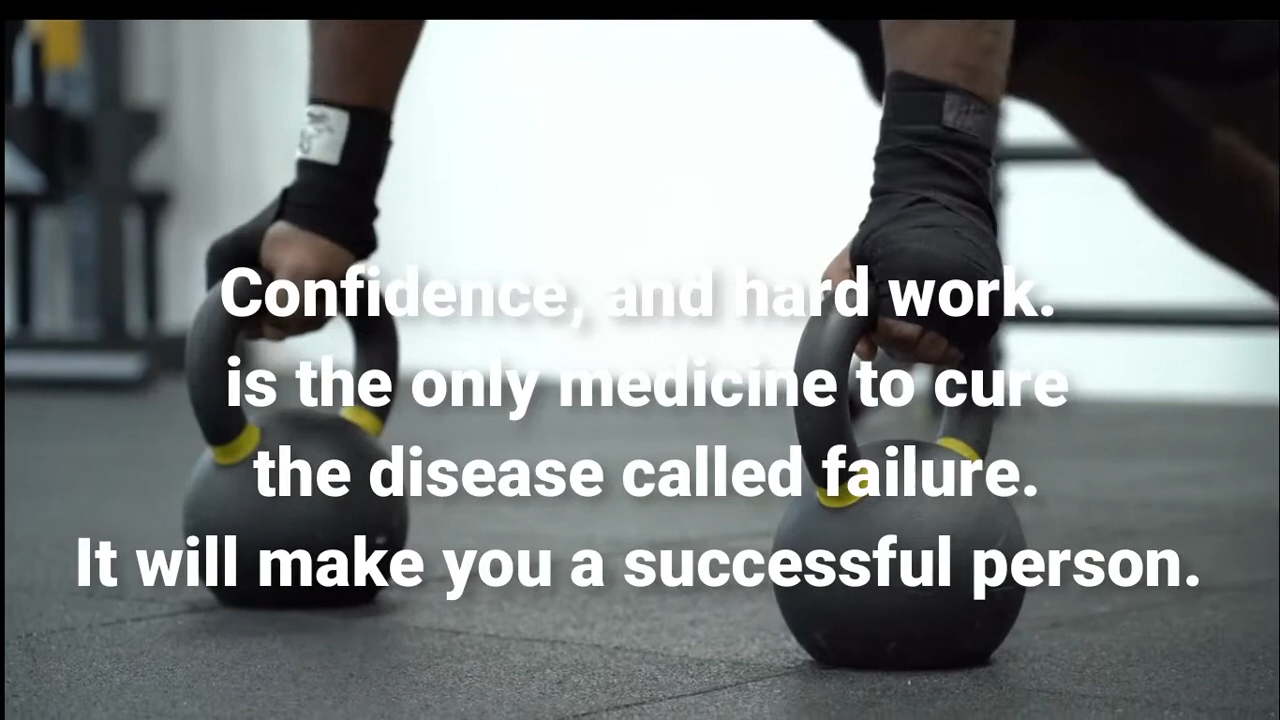 Confidence, and hard work.
is the only medicine to cure
the disease called failure.
It will make you a successful person.